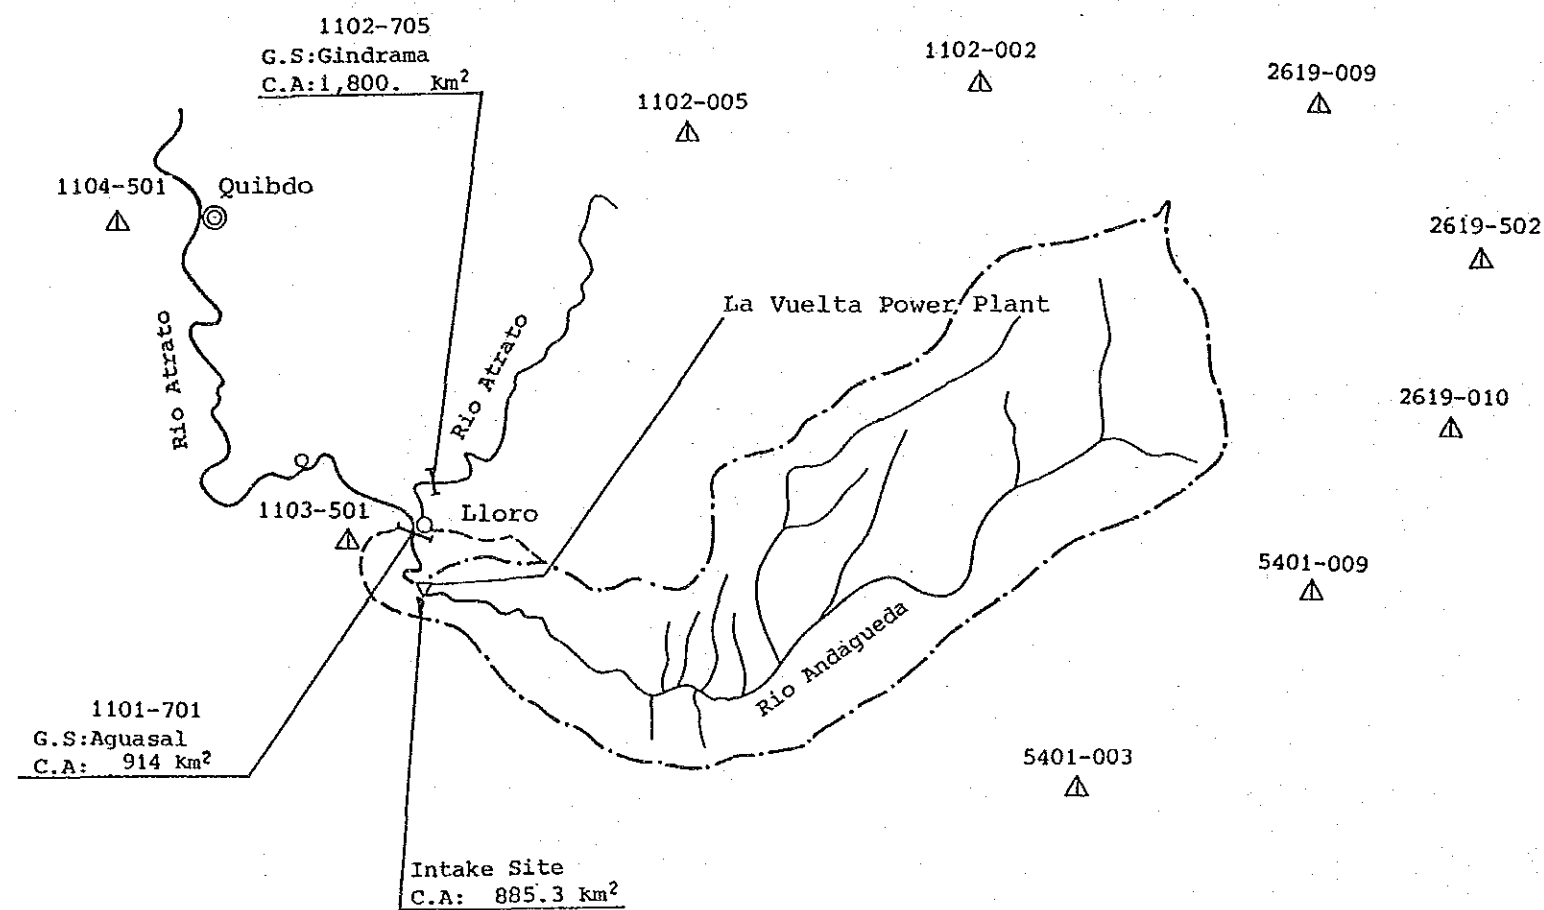 1102-705
G.S:Gindrama
C.A:1,800. Km²
1102-002
2619-009
1102-005
1104-501
Quibdo
2619-502
La Vuelta Power Plant
Rio Atrato
Rio Atrato
2619-010
1103-501
Lloro
5401-009
Rio Andagueda
1101-701
G.S:Aguasal
C.A: 914 Km²
5401-003
Intake Site
C.A: 885.3 Km²